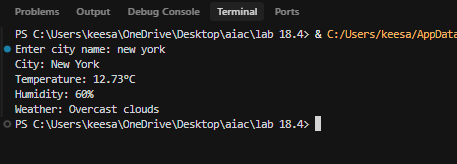 Problems Output Debug Console Terminal Ports
PS C:\Users\keesa\OneDrive\Desktop\aiac\lab 18.4> & C:/Users/keesa/AppData
Enter city name: new york
City: New York
Temperature: 12.73°C
Humidity: 60%
Weather: Overcast clouds
PS C:\Users\keesa\OneDrive\Desktop\aiac\lab 18.4>